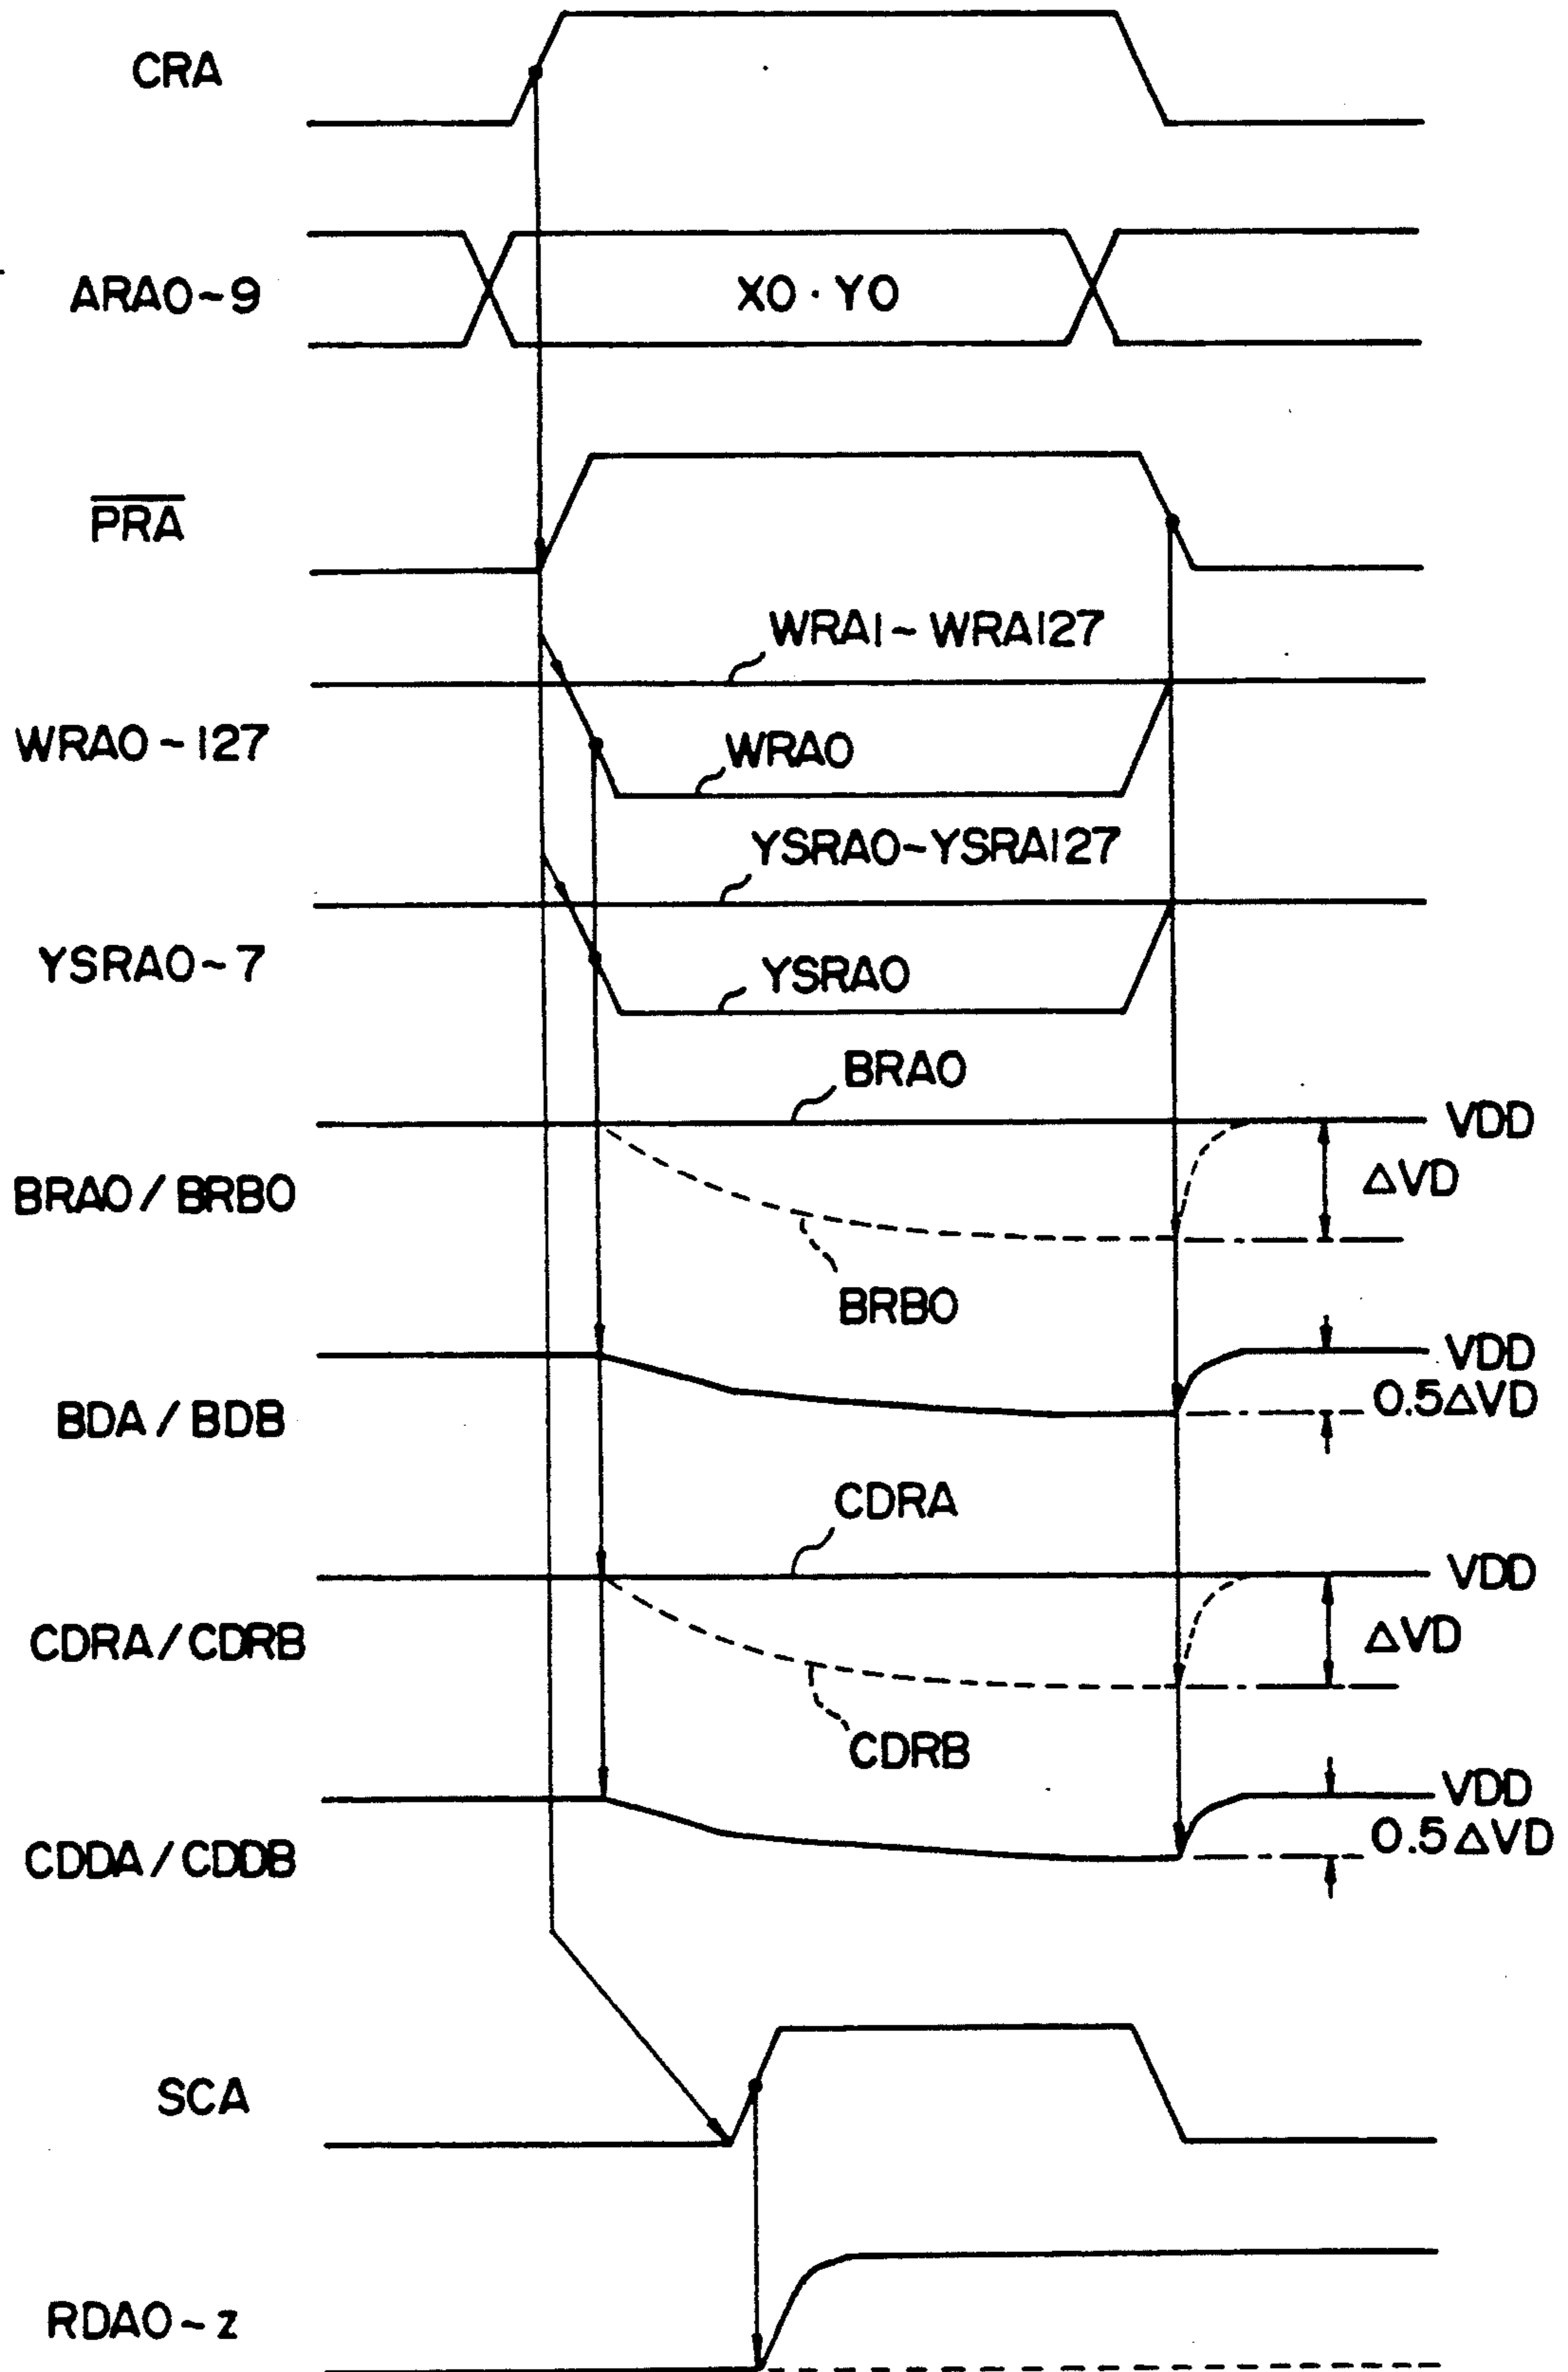 CRA
ARA0~9
X0 · Y0
PRA
WRA1~WRA127
WRA0~127
WRA0
YSRA0~YSRA127
YSRA0~7
YSRA0
BRA0
VDD
BRA0/BRB0
ΔVD
BRB0
VDD
BDA/BDB
0.5ΔVD
CDRA
VDD
CDRA/CDRB
ΔVD
CDRB
VDD
CDDA/CDDB
0.5ΔVD
SCA
RDA0~z